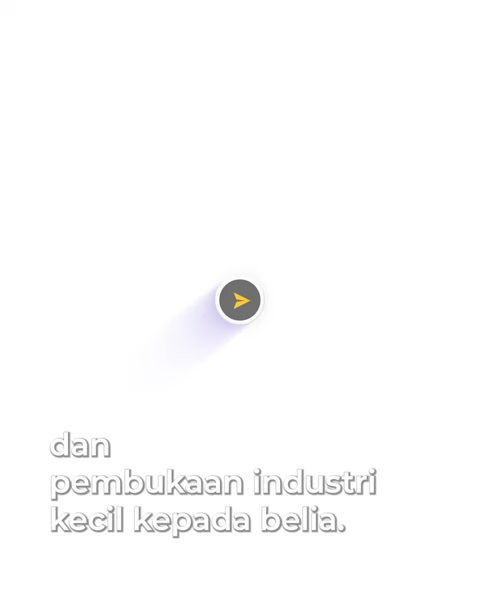 dan
pembukaan industri
kecil kepada belia.